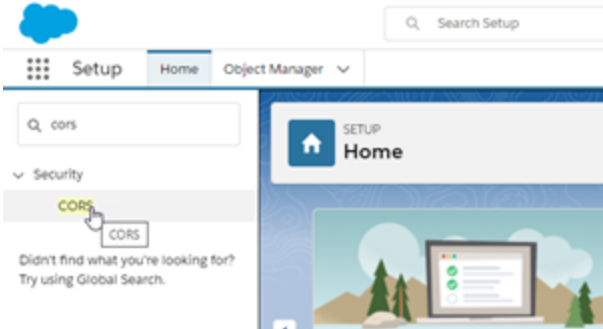 Search Setup
Setup Home Object Manager
cors
SETUP
Home
Security
CORS
CORS
Didn't find what you're looking for?
Try using Global Search.